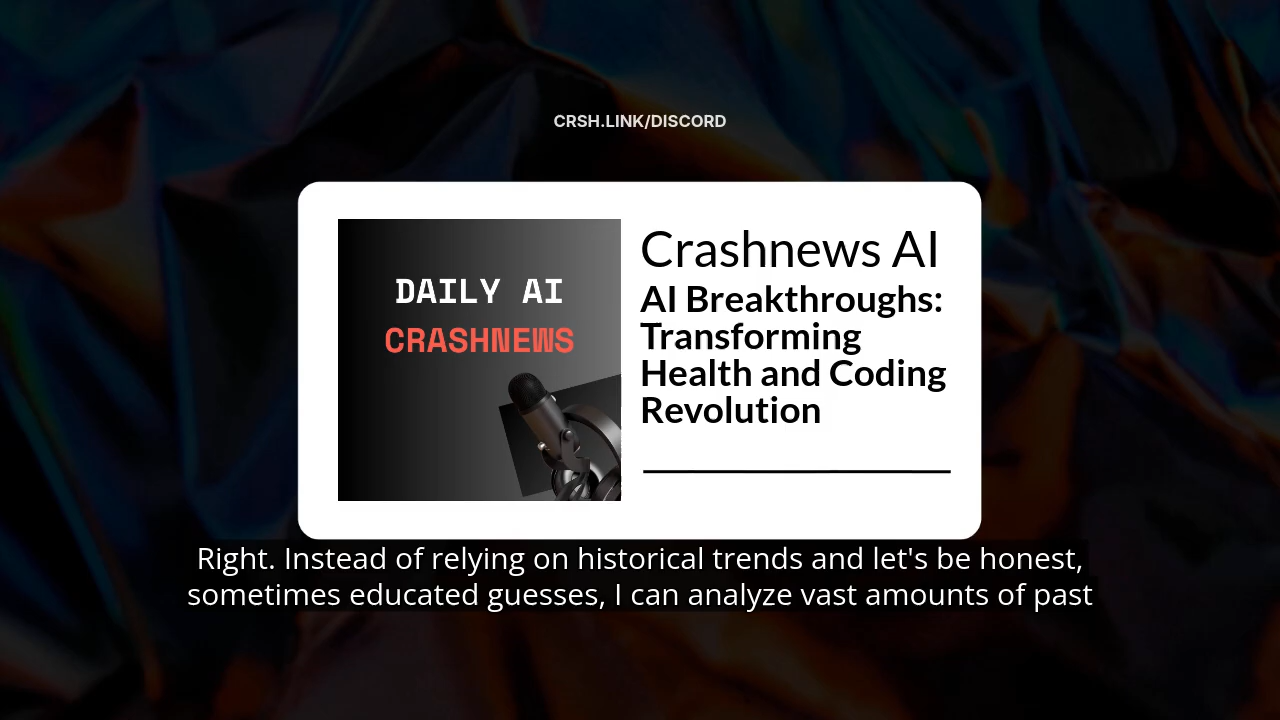 CRSH.LINK/DISCORD
DAILY AI
CRASHNEWS
Crashnews AI
AI Breakthroughs:
Transforming
Health and Coding
Revolution
Right. Instead of relying on historical trends and let's be honest,
sometimes educated guesses, I can analyze vast amounts of past